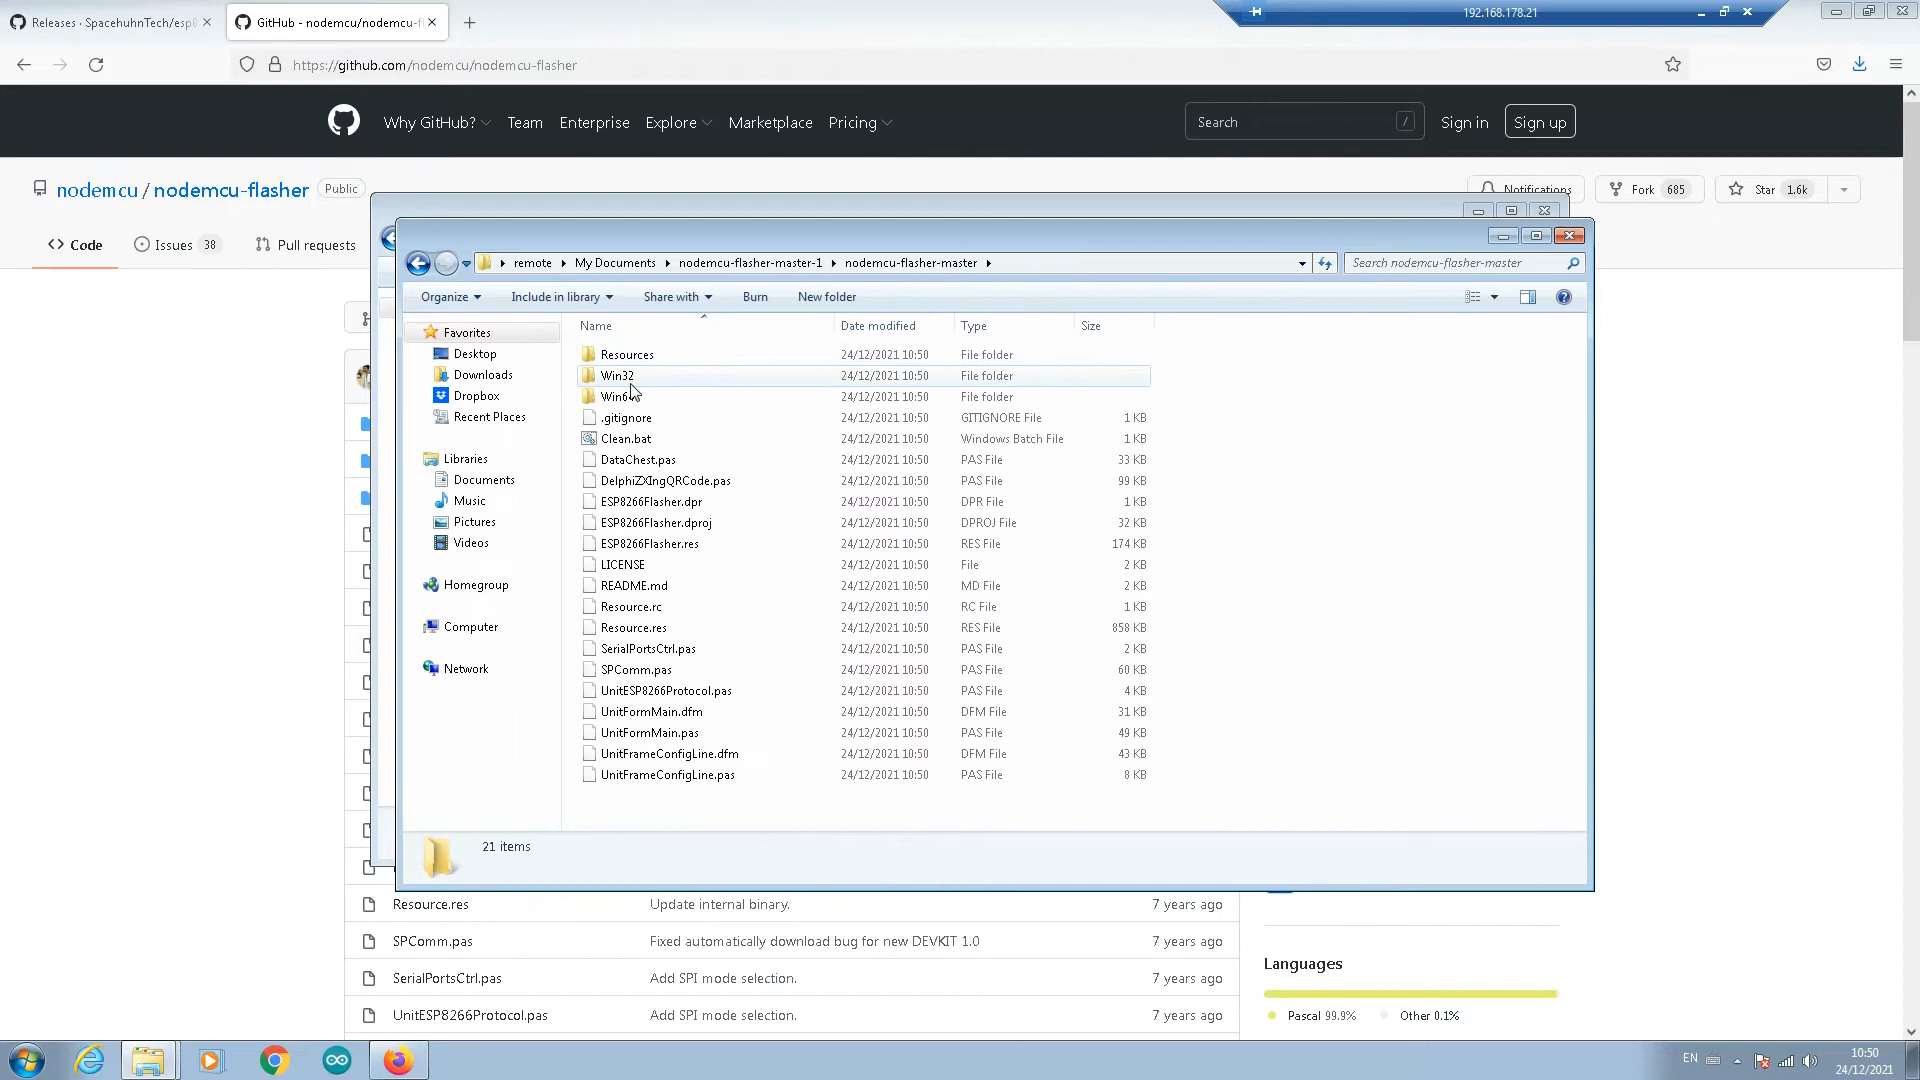 Releases · SpacehuhnTech/esp8
GitHub - nodemcu/nodemcu-f
192.168.178.21
https://github.com/nodemcu/nodemcu-flasher
Why GitHub? Team Enterprise Explore Marketplace Pricing Search / Sign in Sign up
nodemcu / nodemcu-flasher Public Notifications Fork 685 Star 1.6k
Code Issues 38 Pull requests
remote My Documents nodemcu-flasher-master-1 nodemcu-flasher-master Search nodemcu-flasher-master
Organize Include in library Share with Burn New folder
Name Date modified Type Size
Favorites
Desktop
Downloads
Dropbox
Recent Places
Libraries
Documents
Music
Pictures
Videos
Homegroup
Computer
Network
Resources 24/12/2021 10:50 File folder
Win32 24/12/2021 10:50 File folder
Win6 24/12/2021 10:50 File folder
.gitignore 24/12/2021 10:50 GITIGNORE File 1 KB
Clean.bat 24/12/2021 10:50 Windows Batch File 1 KB
DataChest.pas 24/12/2021 10:50 PAS File 33 KB
DelphiZXIngQRCode.pas 24/12/2021 10:50 PAS File 99 KB
ESP8266Flasher.dpr 24/12/2021 10:50 DPR File 1 KB
ESP8266Flasher.dproj 24/12/2021 10:50 DPROJ File 32 KB
ESP8266Flasher.res 24/12/2021 10:50 RES File 174 KB
LICENSE 24/12/2021 10:50 File 2 KB
README.md 24/12/2021 10:50 MD File 2 KB
Resource.rc 24/12/2021 10:50 RC File 1 KB
Resource.res 24/12/2021 10:50 RES File 858 KB
SerialPortsCtrl.pas 24/12/2021 10:50 PAS File 2 KB
SPComm.pas 24/12/2021 10:50 PAS File 60 KB
UnitESP8266Protocol.pas 24/12/2021 10:50 PAS File 4 KB
UnitFormMain.dfm 24/12/2021 10:50 DFM File 31 KB
UnitFormMain.pas 24/12/2021 10:50 PAS File 49 KB
UnitFrameConfigLine.dfm 24/12/2021 10:50 DFM File 43 KB
UnitFrameConfigLine.pas 24/12/2021 10:50 PAS File 8 KB
21 items
Resource.res Update internal binary. 7 years ago
SPComm.pas Fixed automatically download bug for new DEVKIT 1.0 7 years ago
SerialPortsCtrl.pas Add SPI mode selection. 7 years ago
UnitESP8266Protocol.pas Add SPI mode selection. 7 years ago
Languages
Pascal 99.9% Other 0.1%
EN
10:50
24/12/2021